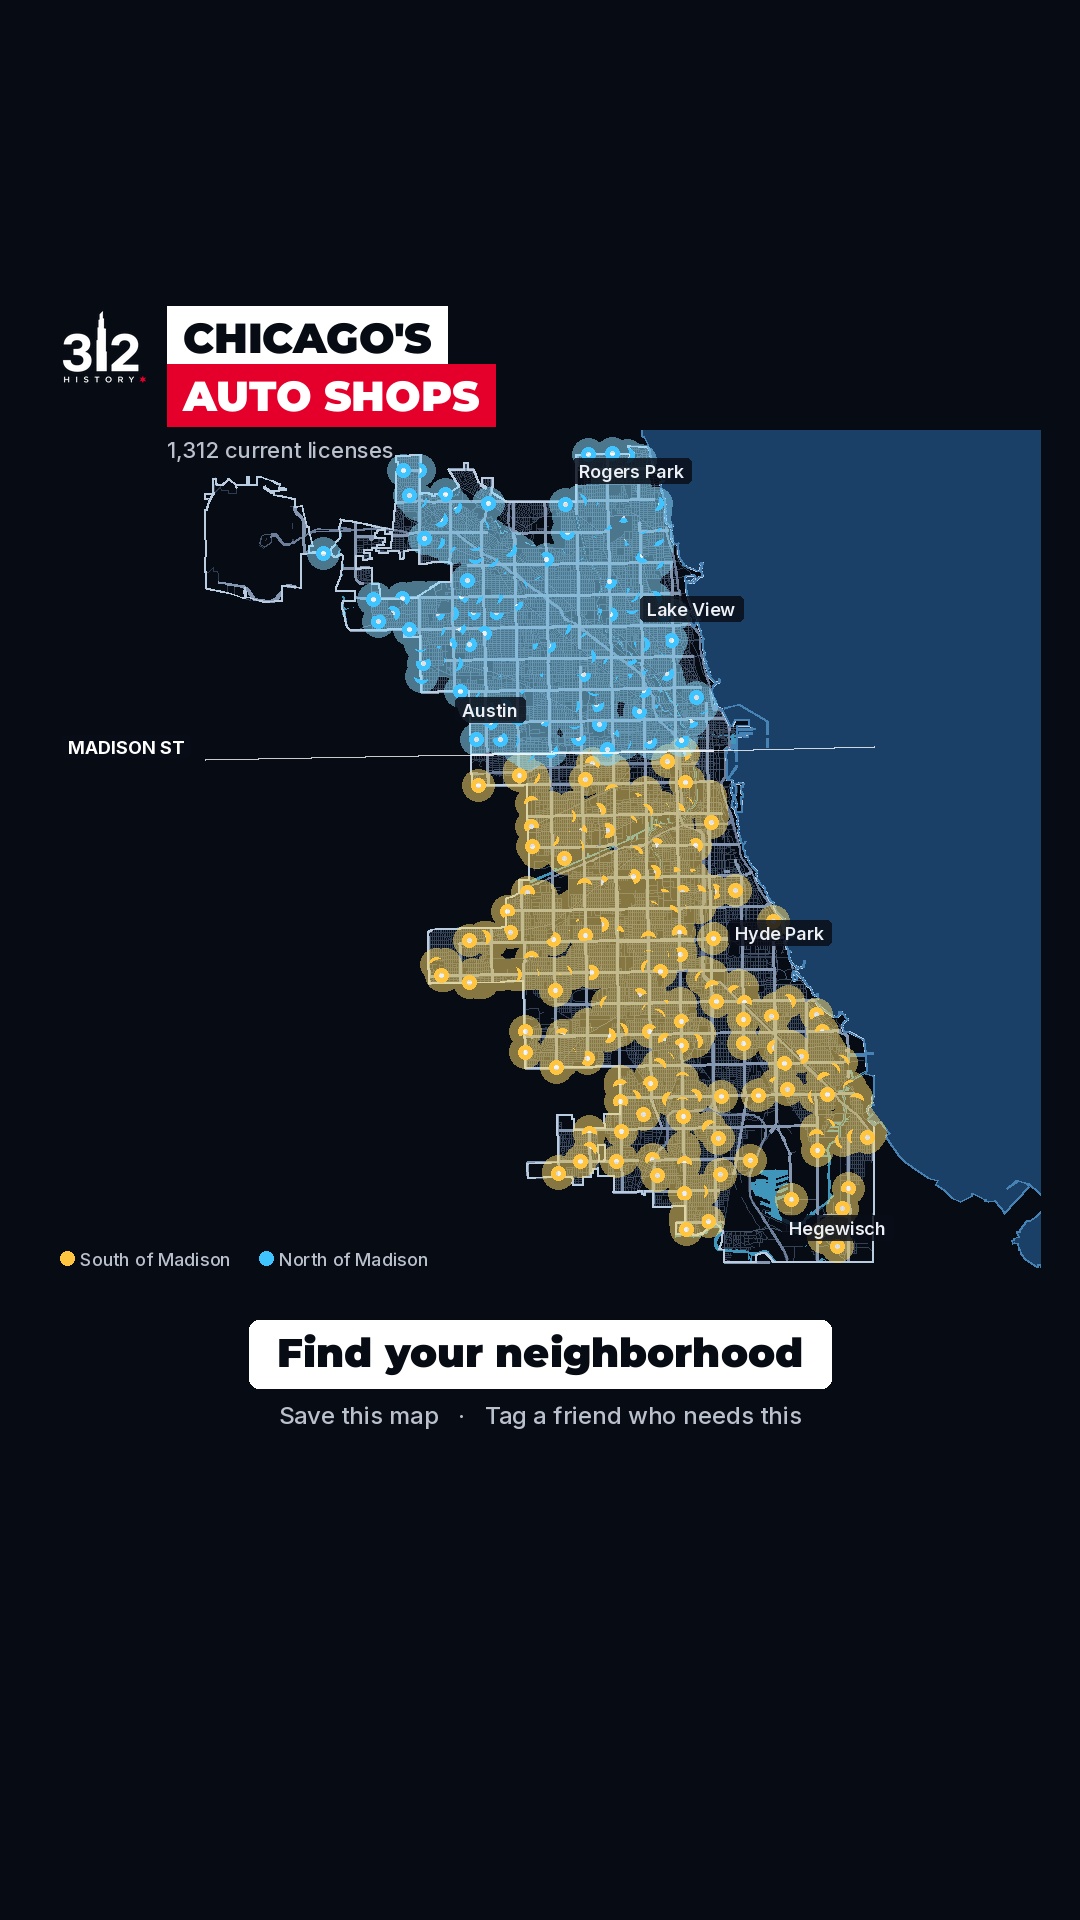 312
HISTORY*
CHICAGO'S
AUTO SHOPS
1,312 current licenses
Rogers Park
Lake View
Austin
MADISON ST
Hyde Park
Hegewisch
South of Madison
North of Madison
Find your neighborhood
Save this map · Tag a friend who needs this